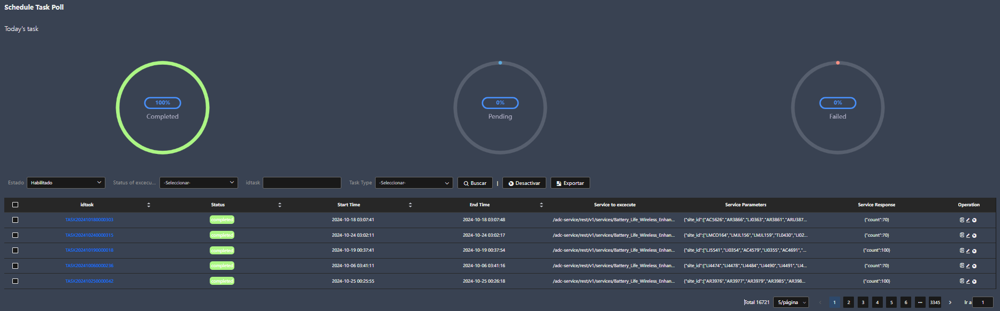 Schedule Task Poll
Today's task
100%
Completed
0%
Pending
0%
Failed
Estado Habilitado Status of excecu... -Seleccionar- idtask Task Type -Seleccionar- Buscar | Desactivar Exportar
idtask Status Start Time End Time Service to excecute Service Parameters Service Response Operation
TASK202410180000303 completed 2024-10-18 03:07:41 2024-10-18 03:07:48 /adc-service/rest/v1/services/Battery_Life_Wireless_Enhan... {"site_id":["AC5626","AR3866","LJ0363","AR3861","ARU387... {"count":70}
TASK202410240000315 completed 2024-10-24 03:02:11 2024-10-24 03:02:17 /adc-service/rest/v1/services/Battery_Life_Wireless_Enhan... {"site_id":["LMCO164","LMJL156","LMJL159","TL0430","LI02... {"count":70}
TASK202410190000018 completed 2024-10-19 00:37:41 2024-10-19 00:37:54 /adc-service/rest/v1/services/Battery_Life_Wireless_Enhan... {"site_id":["LJ5541","LI0354","AC4579","LI0355","AC4691","... {"count":100}
TASK202410060000236 completed 2024-10-06 03:41:11 2024-10-06 03:41:16 /adc-service/rest/v1/services/Battery_Life_Wireless_Enhan... {"site_id":["LI4474","LI4478","LI4484","LI4490","LI4491","LI4... {"count":70}
TASK202410250000042 completed 2024-10-25 00:25:55 2024-10-25 00:26:18 /adc-service/rest/v1/services/Battery_Life_Wireless_Enhan... {"site_id":["AR3976","AR3977","AR3979","AR3985","AR398... {"count":100}
Total 16721 5/página 1 2 3 4 5 6 ... 3345 Ir a 1